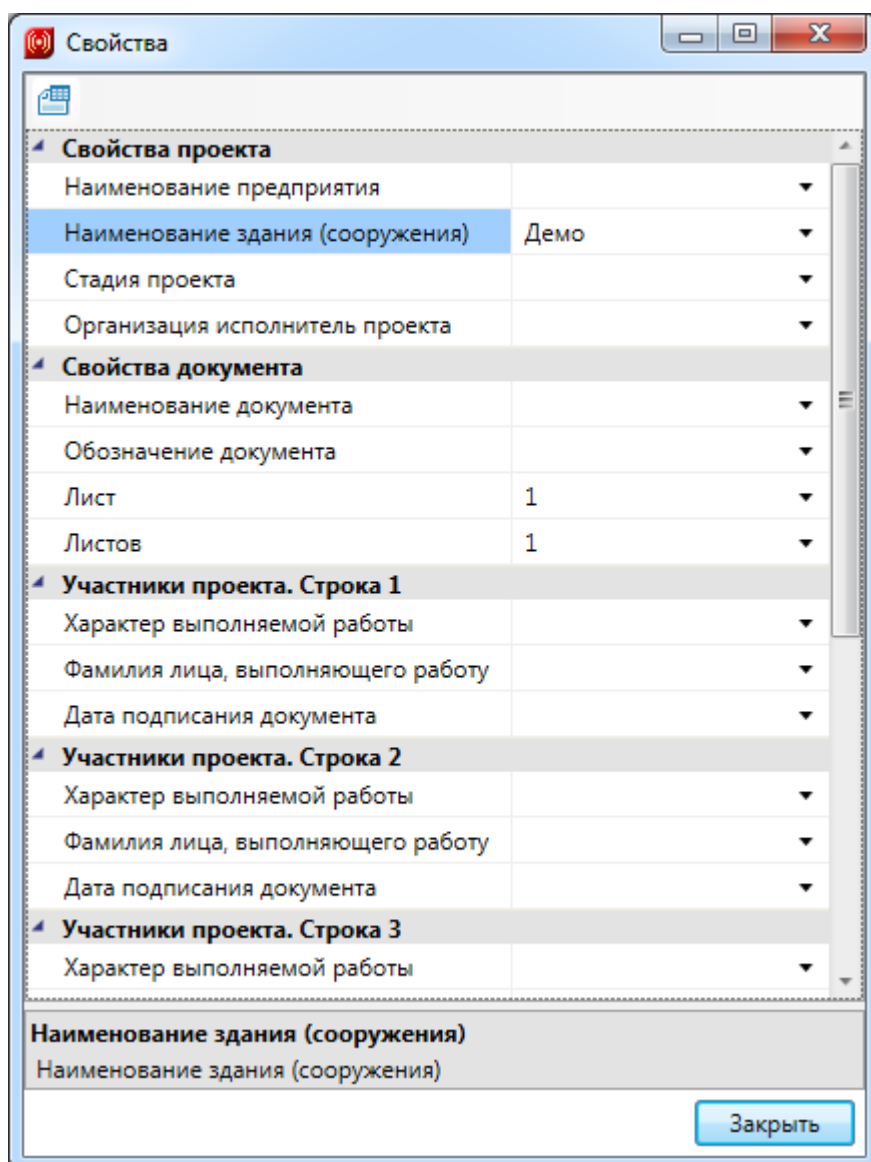 Свойства
Свойства проекта
Наименование предприятия
Наименование здания (сооружения) Демо
Стадия проекта
Организация исполнитель проекта
Свойства документа
Наименование документа
Обозначение документа
Лист 1
Листов 1
Участники проекта. Строка 1
Характер выполняемой работы
Фамилия лица, выполняющего работу
Дата подписания документа
Участники проекта. Строка 2
Характер выполняемой работы
Фамилия лица, выполняющего работу
Дата подписания документа
Участники проекта. Строка 3
Характер выполняемой работы
Наименование здания (сооружения)
Наименование здания (сооружения)
Закрыть